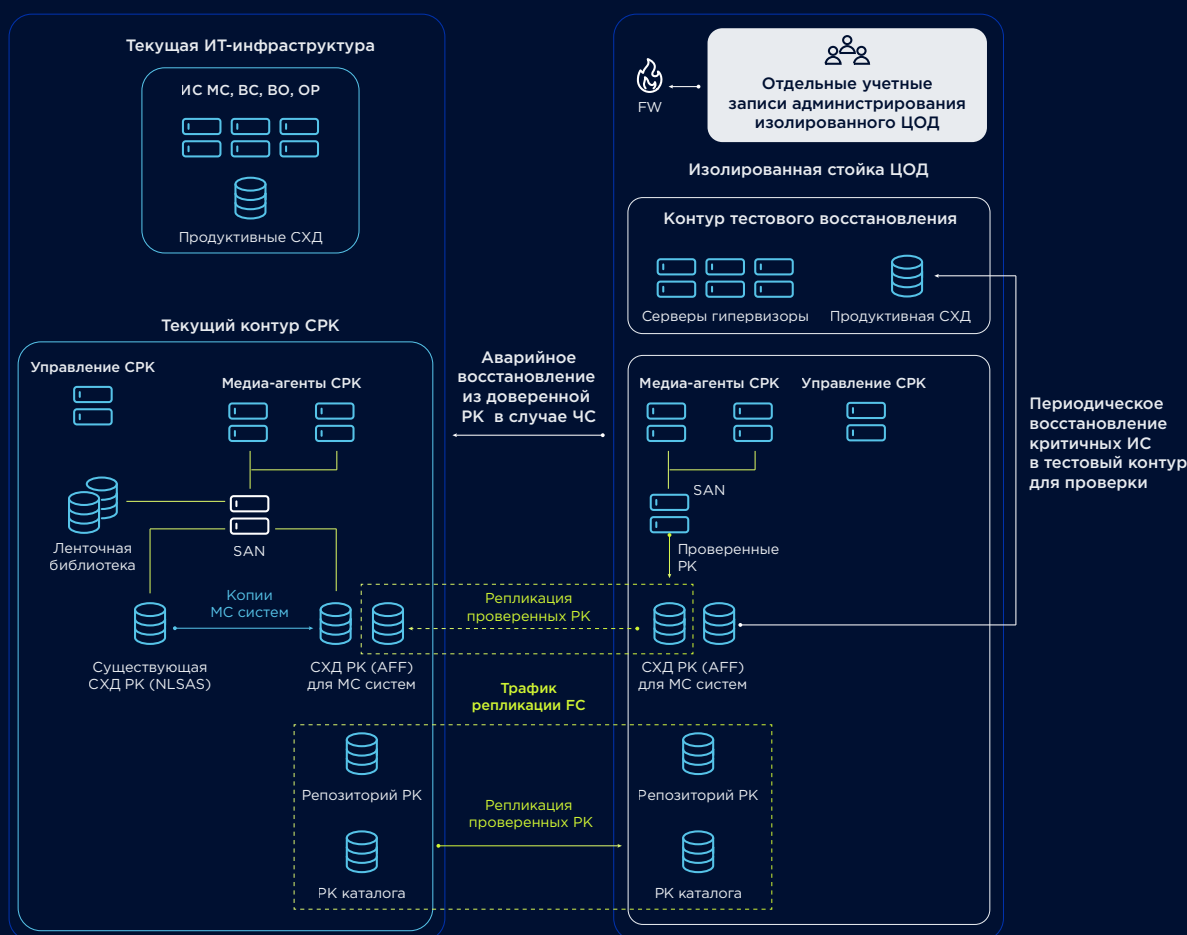 Текущая ИТ-инфраструктура
ИС МС, ВС, ВО, ОР
Продуктивные СХД
Текущий контур СРК
Управление СРК
Медиа-агенты СРК
Ленточная
библиотека
SAN
Копии
МС систем
Существующая
СХД РК (NLSAS)
СХД РК (AFF)
для МС систем
Репозиторий РК
РК каталога
Аварийное
восстановление
из доверенной
РК в случае ЧС
Репликация
проверенных РК
Трафик
репликации FC
Репликация
проверенных РК
FW
Отдельные учетные
записи администрирования
изолированного ЦОД
Изолированная стойка ЦОД
Контур тестового восстановления
Серверы гипервизоры
Продуктивная СХД
Медиа-агенты СРК
Управление СРК
SAN
Проверенные
РК
СХД РК (AFF)
для МС систем
Репозиторий РК
РК каталога
Периодическое
восстановление
критичных ИС
в тестовый контур
для проверки